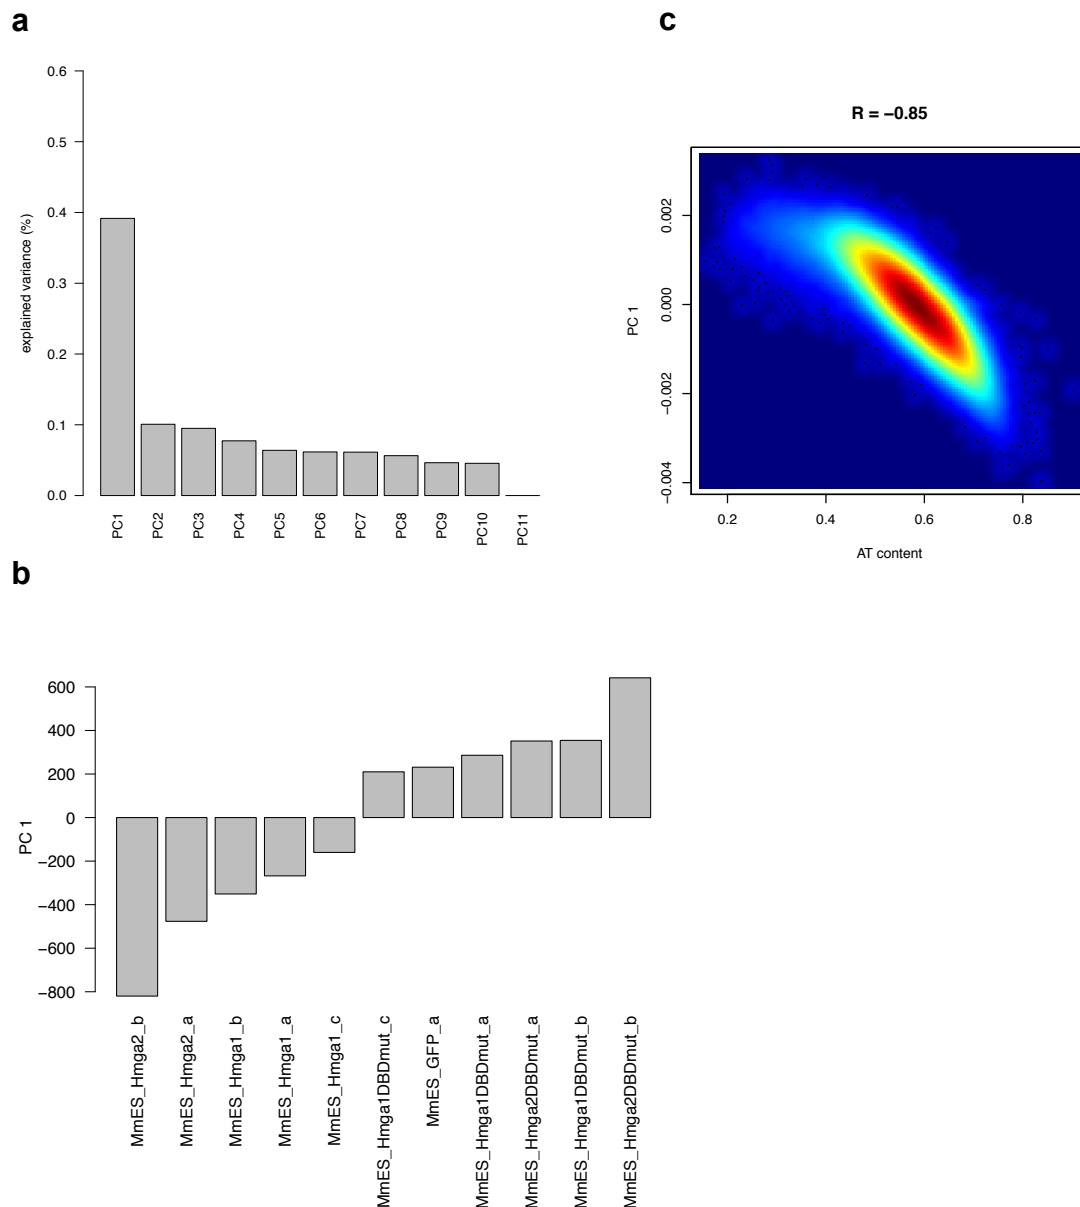 a
0.6
0.5
0.4
0.3
0.2
0.1
0.0
explained variance (%)
PC1
PC2
PC3
PC4
PC5
PC6
PC7
PC8
PC9
PC10
PC11
c
R = −0.85
0.002
0.000
−0.002
−0.004
PC 1
0.2
0.4
0.6
0.8
AT content
b
600
400
200
0
−200
−400
−600
−800
PC 1
MmES_Hmga2_b
MmES_Hmga2_a
MmES_Hmga1_b
MmES_Hmga1_a
MmES_Hmga1_c
MmES_Hmga1DBDmut_c
MmES_GFP_a
MmES_Hmga1DBDmut_a
MmES_Hmga2DBDmut_a
MmES_Hmga1DBDmut_b
MmES_Hmga2DBDmut_b